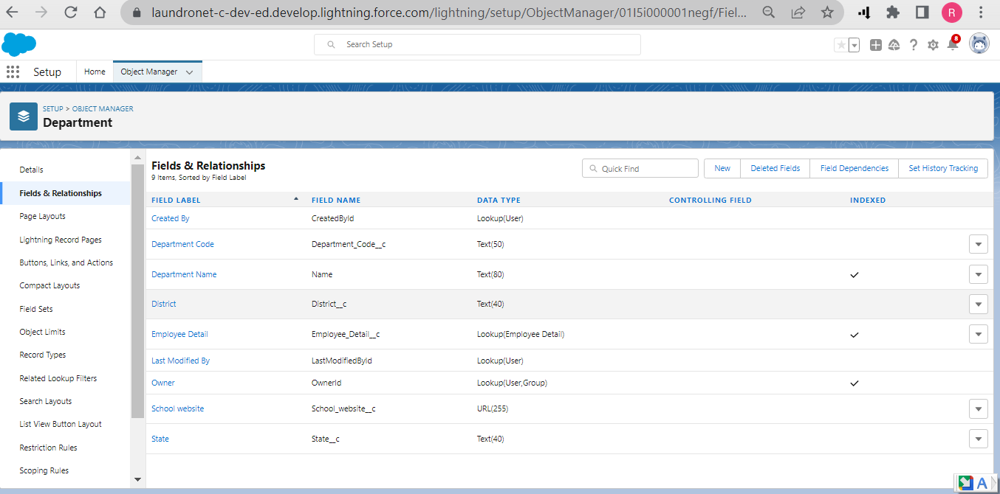 laundronet-c-dev-ed.develop.lightning.force.com/lightning/setup/ObjectManager/01I5i000001negf/Fiel...
R
Search Setup
8
Setup
Home
Object Manager
SETUP > OBJECT MANAGER
Department
Details
Fields & Relationships
Page Layouts
Lightning Record Pages
Buttons, Links, and Actions
Compact Layouts
Field Sets
Object Limits
Record Types
Related Lookup Filters
Search Layouts
List View Button Layout
Restriction Rules
Scoping Rules
Fields & Relationships
9 Items, Sorted by Field Label
Quick Find
New
Deleted Fields
Field Dependencies
Set History Tracking
FIELD LABEL FIELD NAME DATA TYPE CONTROLLING FIELD INDEXED
Created By CreatedById Lookup(User)
Department Code Department_Code__c Text(50)
Department Name Name Text(80)
District District__c Text(40)
Employee Detail Employee_Detail__c Lookup(Employee Detail)
Last Modified By LastModifiedById Lookup(User)
Owner OwnerId Lookup(User,Group)
School website School_website__c URL(255)
State State__c Text(40)
A